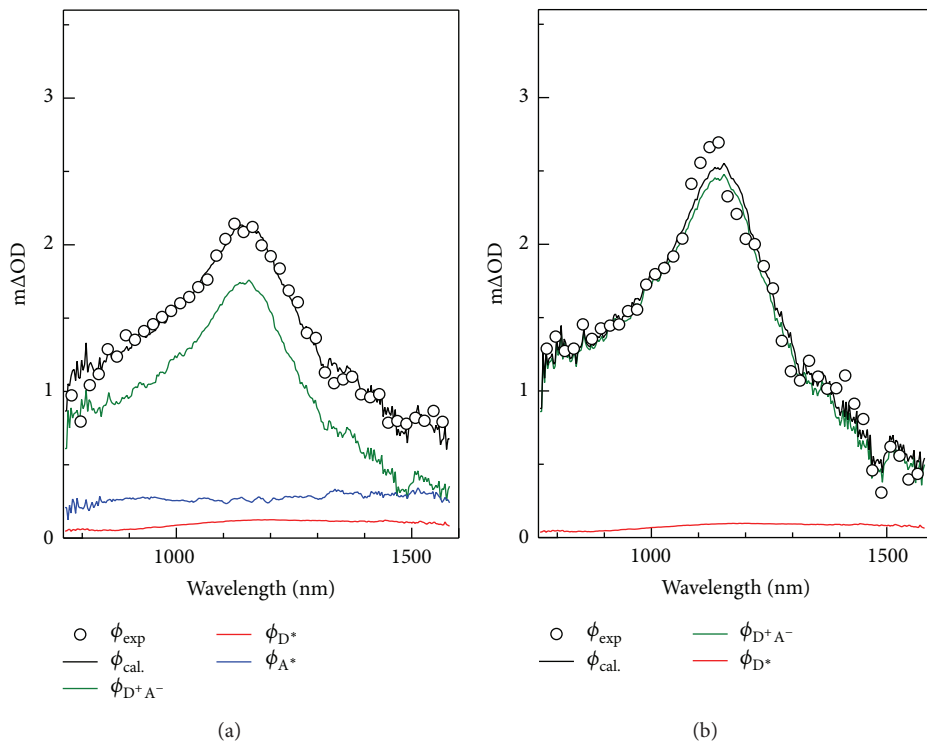 3
2
1
0
mΔOD
1000
1500
Wavelength (nm)
ϕexp
ϕcal.
ϕD+A−
ϕD*
ϕA*
(a)
3
2
1
0
mΔOD
1000
1500
Wavelength (nm)
ϕexp
ϕcal.
ϕD+A−
ϕD*
(b)